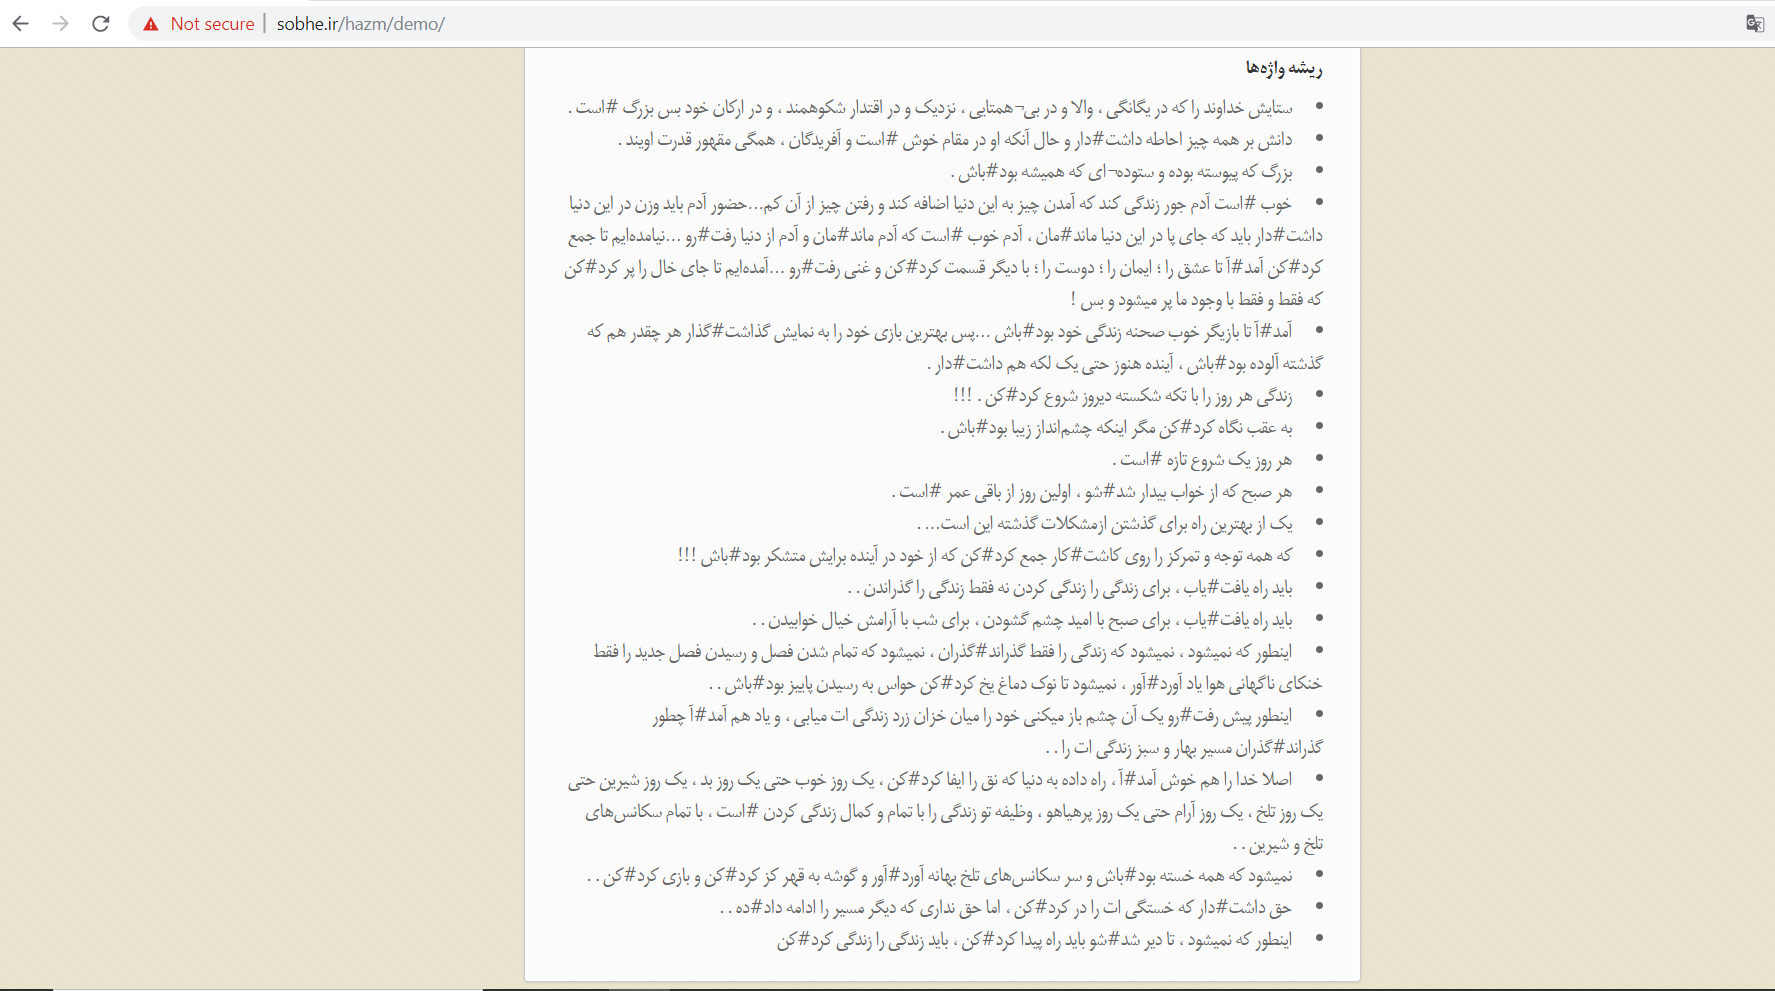 Not secure | sobhe.ir/hazm/demo/
ریشه واژه‌ها
• ستایش خداوند را که در یگانگی ، والا و در بی¬همتایی ، نزدیک و در اقتدار شکوهمند ، و در ارکان خود بس بزرگ #است .
• دانش بر همه چیز احاطه داشت#دار و حال آنکه او در مقام خوش #است و آفریدگان ، همگی مقهور قدرت اویند .
• بزرگ که پیوسته بوده و ستوده¬ای که همیشه بود#باش .
• خوب #است آدم جور زندگی کند که آمدن چیز به این دنیا اضافه کند و رفتن چیز از آن کم...حضور آدم باید وزن در این دنیا
داشت#دار باید که جای پا در این دنیا ماند#مان ، آدم خوب #است که آدم ماند#مان و آدم از دنیا رفت#رو ...نیامده‌ایم تا جمع
کرد#کن آمد#آ تا عشق را ؛ ایمان را ؛ دوست را ؛ با دیگر قسمت کرد#کن و غنی رفت#رو ...آمده‌ایم تا جای خال را پر کرد#کن
که فقط و فقط با وجود ما پر میشود و بس !
• آمد#آ تا بازیگر خوب صحنه زندگی خود بود#باش ...پس بهترین بازی خود را به نمایش گذاشت#گذار هر چقدر هم که
گذشته آلوده بود#باش ، آینده هنوز حتی یک لکه هم داشت#دار .
• زندگی هر روز را با تکه شکسته دیروز شروع کرد#کن . !!!
• به عقب نگاه کرد#کن مگر اینکه چشم‌انداز زیبا بود#باش .
• هر روز یک شروع تازه #است .
• هر صبح که از خواب بیدار شد#شو ، اولین روز از باقی عمر #است .
• یک از بهترین راه برای گذشتن ازمشکلات گذشته این است... .
• که همه توجه و تمرکز را روی کاشت#کار جمع کرد#کن که از خود در آینده برایش متشکر بود#باش !!!
• باید راه یافت#یاب ، برای زندگی را زندگی کردن نه فقط زندگی را گذراندن . .
• باید راه یافت#یاب ، برای صبح با امید چشم گشودن ، برای شب با آرامش خیال خوابیدن . .
• اینطور که نمیشود ، نمیشود که زندگی را فقط گذراند#گذران ، نمیشود که تمام شدن فصل و رسیدن فصل جدید را فقط
خنکای ناگهانی هوا یاد آورد#آور ، نمیشود تا نوک دماغ یخ کرد#کن حواس به رسیدن پاییز بود#باش . .
• اینطور پیش رفت#رو یک آن چشم باز میکنی خود را میان خزان زرد زندگی ات میابی ، و یاد هم آمد#آ چطور
گذراند#گذران مسیر بهار و سبز زندگی ات را . .
• اصلا خدا را هم خوش آمد#آ ، راه داده به دنیا که نق را ایفا کرد#کن ، یک روز خوب حتی یک روز بد ، یک روز شیرین حتی
یک روز تلخ ، یک روز آرام حتی یک روز پرهیاهو ، وظیفه تو زندگی را با تمام و کمال زندگی کردن #است ، با تمام سکانس‌های
تلخ و شیرین . .
• نمیشود که همه خسته بود#باش و سر سکانس‌های تلخ بهانه آورد#آور و گوشه به قهر کز کرد#کن و بازی کرد#کن . .
• حق داشت#دار که خستگی ات را در کرد#کن ، اما حق نداری که دیگر مسیر را ادامه داد#ده . .
• اینطور که نمیشود ، تا دیر شد#شو باید راه پیدا کرد#کن ، باید زندگی را زندگی کرد#کن